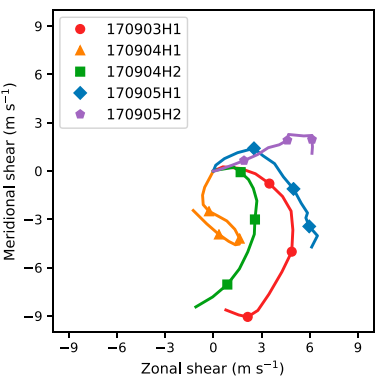 9
6
3
0
−3
−6
−9
Meridional shear (m s⁻¹)
170903H1
170904H1
170904H2
170905H1
170905H2
−9 −6 −3 0 3 6 9
Zonal shear (m s⁻¹)